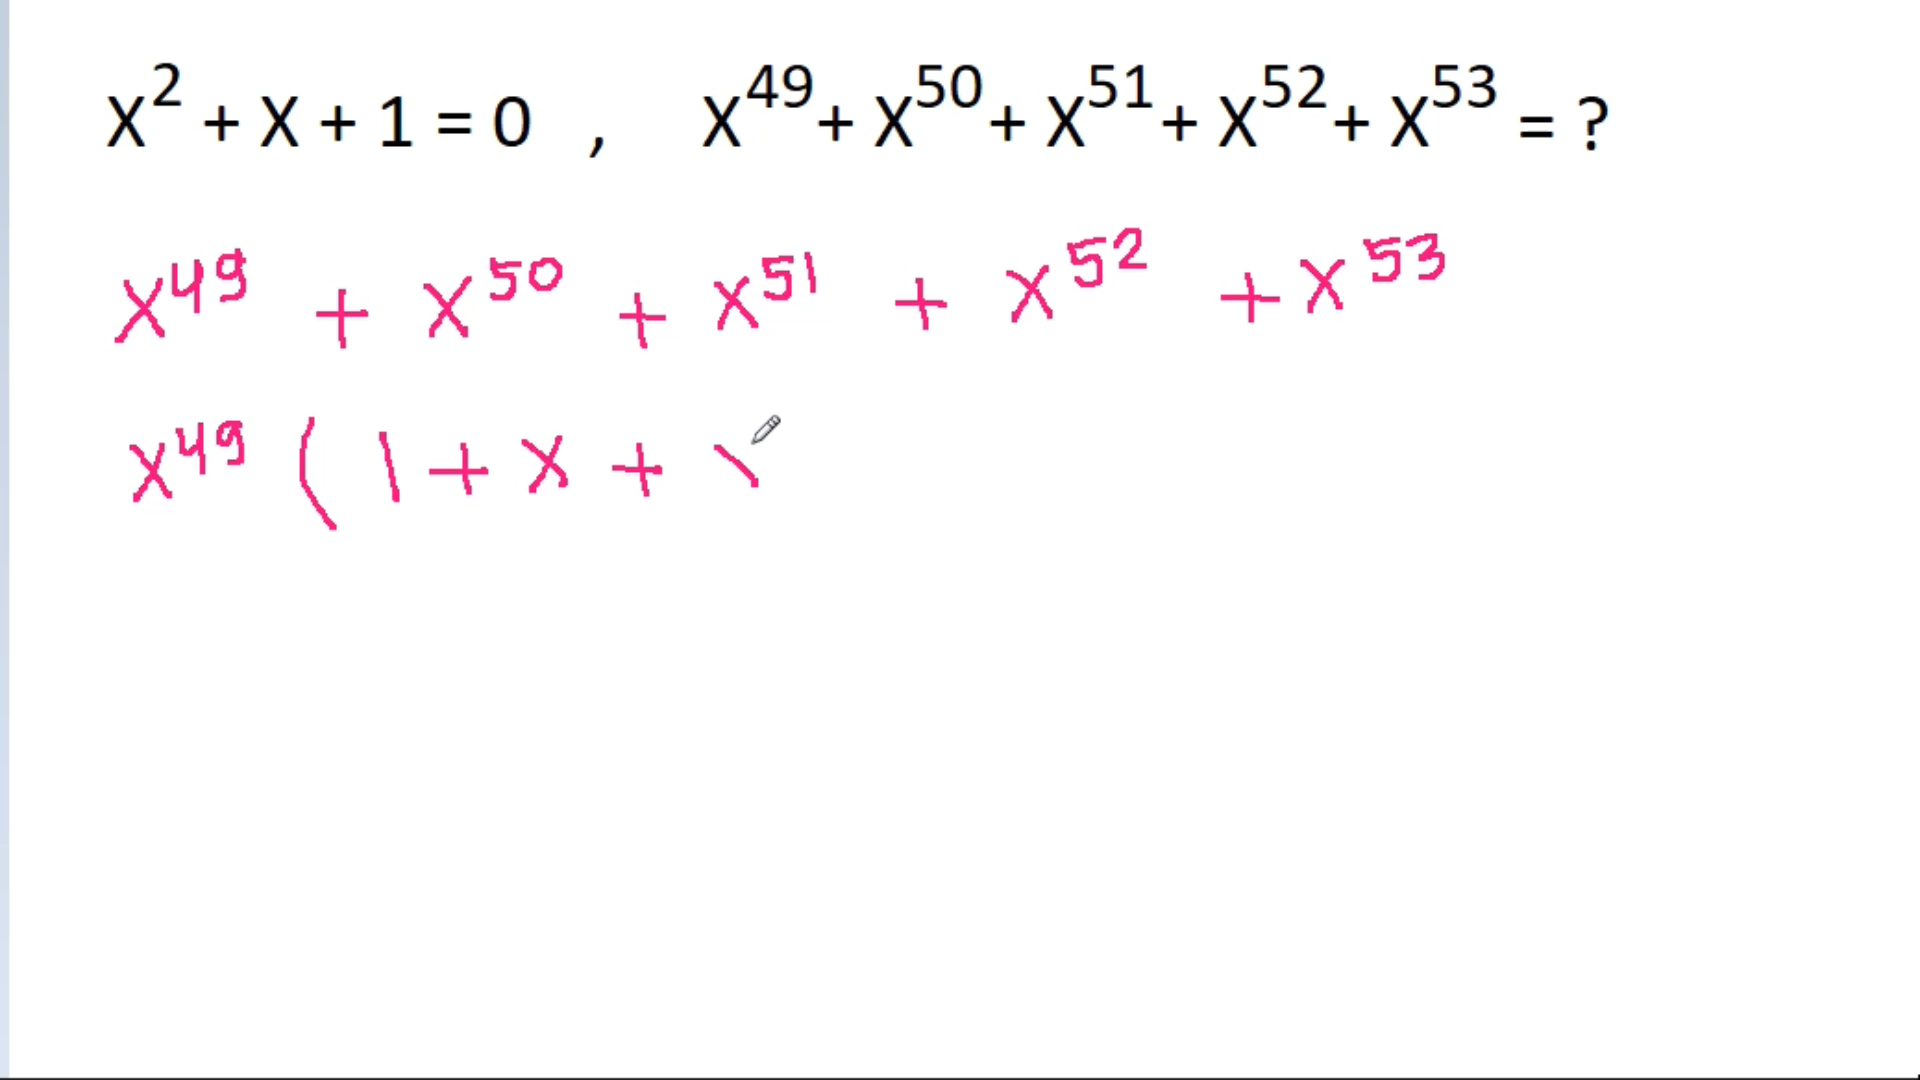 X² + X + 1 = 0 , X⁴⁹+ X⁵⁰+ X⁵¹+ X⁵²+ X⁵³ = ?
x⁴⁹ + x⁵⁰ + x⁵¹ + x⁵² + x⁵³
x⁴⁹ ( 1 + x +